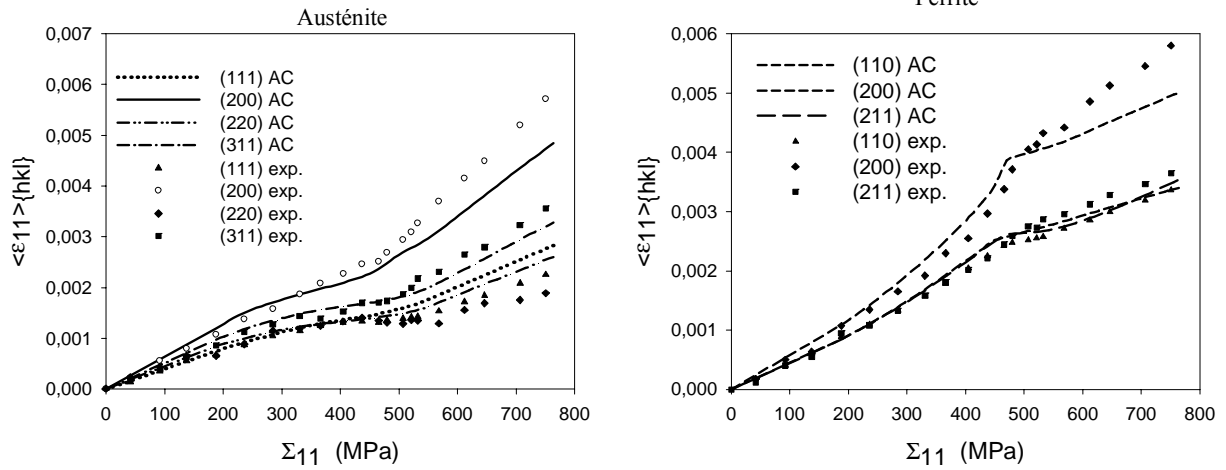 Austénite
0,007
0,006
0,005
0,004
0,003
0,002
0,001
0,000
<ε11>{hkl}
(111) AC
(200) AC
(220) AC
(311) AC
(111) exp.
(200) exp.
(220) exp.
(311) exp.
0 100 200 300 400 500 600 700 800
Σ11 (MPa)
0,006
0,005
0,004
0,003
0,002
0,001
0,000
<ε11>{hkl}
(110) AC
(200) AC
(211) AC
(110) exp.
(200) exp.
(211) exp.
0 100 200 300 400 500 600 700 800
Σ11 (MPa)